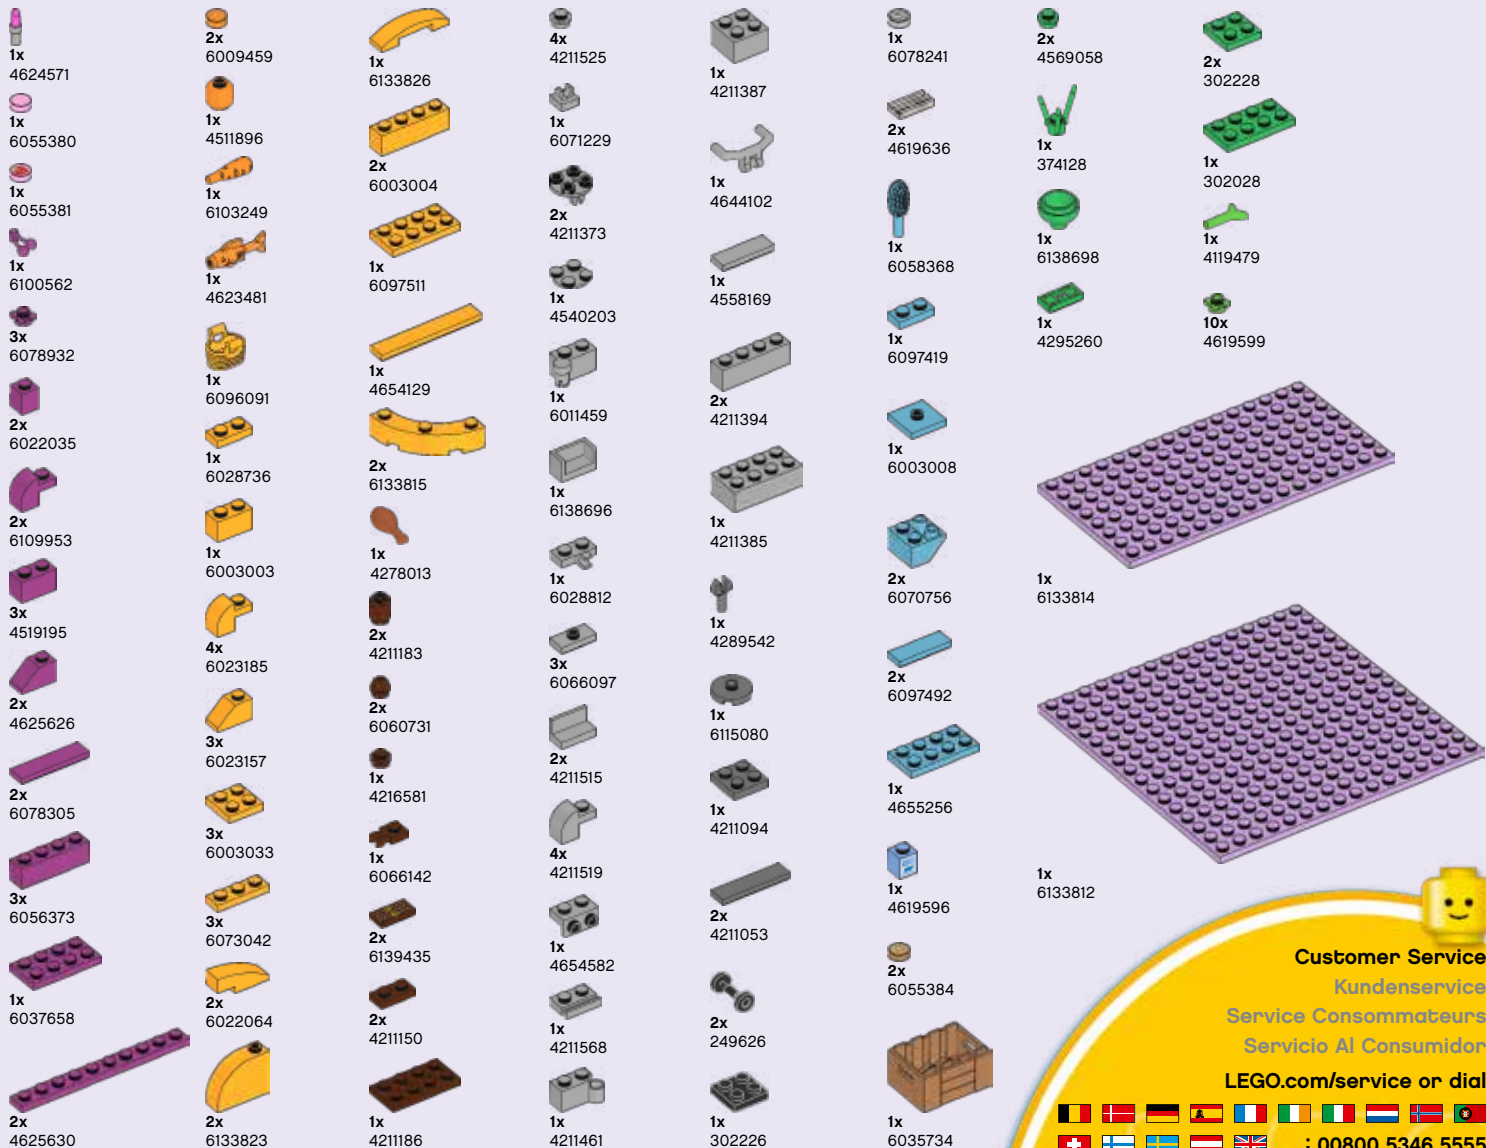 1x
4624571
1x
6055380
1x
6055381
1x
6100562
3x
6078932
2x
6022035
2x
6109953
3x
4519195
2x
4625626
2x
6078305
3x
6056373
1x
6037658
2x
4625630
2x
6009459
1x
4511896
1x
6103249
1x
4623481
1x
6096091
1x
6028736
1x
6003003
4x
6023185
3x
6023157
3x
6003033
3x
6073042
2x
6022064
2x
6133823
1x
6133826
2x
6003004
1x
6097511
1x
4654129
2x
6133815
1x
4278013
2x
4211183
2x
6060731
1x
4216581
1x
6066142
2x
6139435
2x
4211150
1x
4211186
4x
4211525
1x
6071229
2x
4211373
1x
4540203
1x
6011459
1x
6138696
1x
6028812
3x
6066097
2x
4211515
4x
4211519
1x
4654582
1x
4211568
1x
4211461
1x
4211387
1x
4644102
1x
4558169
2x
4211394
1x
4211385
1x
4289542
1x
6115080
1x
4211094
2x
4211053
2x
249626
1x
302226
1x
6078241
2x
4619636
1x
6058368
1x
6097419
1x
6003008
2x
6070756
2x
6097492
1x
4655256
1x
4619596
2x
6055384
1x
6035734
2x
4569058
1x
374128
1x
6138698
1x
4295260
2x
302228
1x
302028
1x
4119479
10x
4619599
1x
6133814
1x
6133812
Customer Service
Kundenservice
Service Consommateurs
Servicio Al Consumidor
LEGO.com/service or dial
: 00800 5346 5555